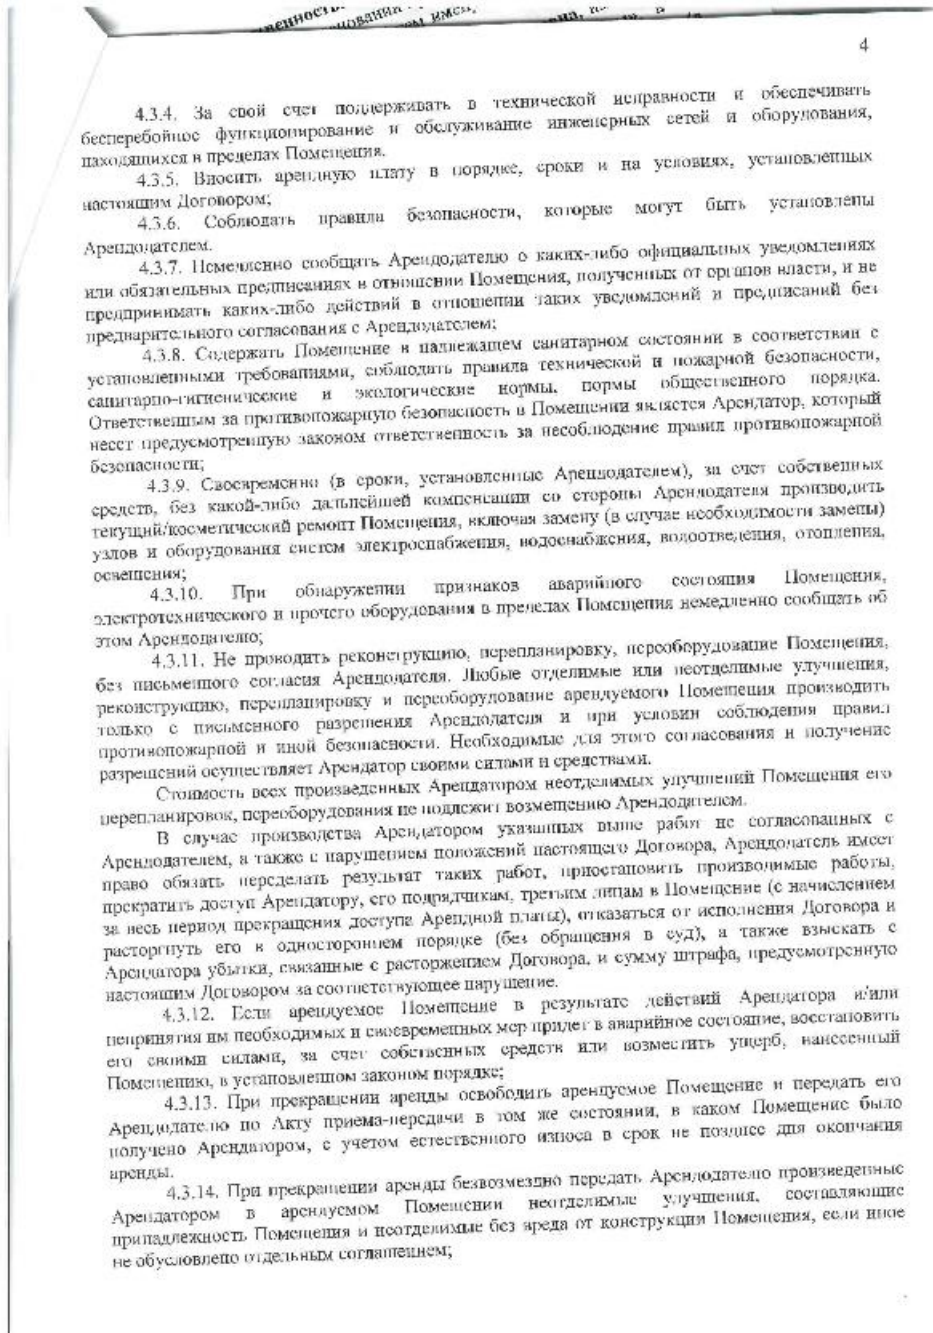 4
4.3.4. За свой счет поддерживать в технической исправности и обеспечивать
бесперебойное функционирование и обслуживание инженерных сетей и оборудования,
находящихся в пределах Помещения.
4.3.5. Вносить арендную плату в порядке, сроки и на условиях, установленных
настоящим Договором;
4.3.6. Соблюдать правила безопасности, которые могут быть установлены
Арендодателем.
4.3.7. Немедленно сообщать Арендодателю о каких-либо официальных уведомлениях
или обязательных предписаниях в отношении Помещения, полученных от органов власти, и не
предпринимать каких-либо действий в отношении таких уведомлений и предписаний без
предварительного согласования с Арендодателем;
4.3.8. Содержать Помещение в надлежащем санитарном состоянии в соответствии с
установленными требованиями, соблюдать правила технической и пожарной безопасности,
санитарно-гигиенические и экологические нормы, нормы общественного порядка.
Ответственным за противопожарную безопасность в Помещении является Арендатор, который
несет предусмотренную законом ответственность за несоблюдение правил противопожарной
безопасности;
4.3.9. Своевременно (в сроки, установленные Арендодателем), за счет собственных
средств, без какой-либо дальнейшей компенсации со стороны Арендодателя производить
текущий/косметический ремонт Помещения, включая замену (в случае необходимости замены)
узлов и оборудования систем электроснабжения, водоснабжения, водоотведения, отопления,
освещения;
4.3.10. При обнаружении признаков аварийного состояния Помещения,
электротехнического и прочего оборудования в пределах Помещения немедленно сообщать об
этом Арендодателю;
4.3.11. Не проводить реконструкцию, перепланировку, переоборудование Помещения,
без письменного согласия Арендодателя. Любые отделимые или неотделимые улучшения,
реконструкцию, перепланировку и переоборудование арендуемого Помещения производить
только с письменного разрешения Арендодателя и при условии соблюдения правил
противопожарной и иной безопасности. Необходимые для этого согласования и получение
разрешений осуществляет Арендатор своими силами и средствами.
Стоимость всех произведенных Арендатором неотделимых улучшений Помещения его
перепланировок, переоборудования не подлежит возмещению Арендодателем.
В случае производства Арендатором указанных выше работ не согласованных с
Арендодателем, а также с нарушением положений настоящего Договора, Арендодатель имеет
право обязать переделать результат таких работ, приостановить производимые работы,
прекратить доступ Арендатору, его подрядчикам, третьим лицам в Помещение (с начислением
за весь период прекращения доступа Арендной платы), отказаться от исполнения Договора и
расторгнуть его в одностороннем порядке (без обращения в суд), а также взыскать с
Арендатора убытки, связанные с расторжением Договора, и сумму штрафа, предусмотренную
настоящим Договором за соответствующее нарушение.
4.3.12. Если арендуемое Помещение в результате действий Арендатора и/или
непринятия им необходимых и своевременных мер придет в аварийное состояние, восстановить
его своими силами, за счет собственных средств или возместить ущерб, нанесенный
Помещению, в установленном законом порядке;
4.3.13. При прекращении аренды освободить арендуемое Помещение и передать его
Арендодателю по Акту приема-передачи в том же состоянии, в каком Помещение было
получено Арендатором, с учетом естественного износа в срок не позднее дня окончания
аренды.
4.3.14. При прекращении аренды безвозмездно передать Арендодателю произведенные
Арендатором в арендуемом Помещении неотделимые улучшения, составляющие
принадлежность Помещения и неотделимые без вреда от конструкции Помещения, если иное
не обусловлено отдельным соглашением;